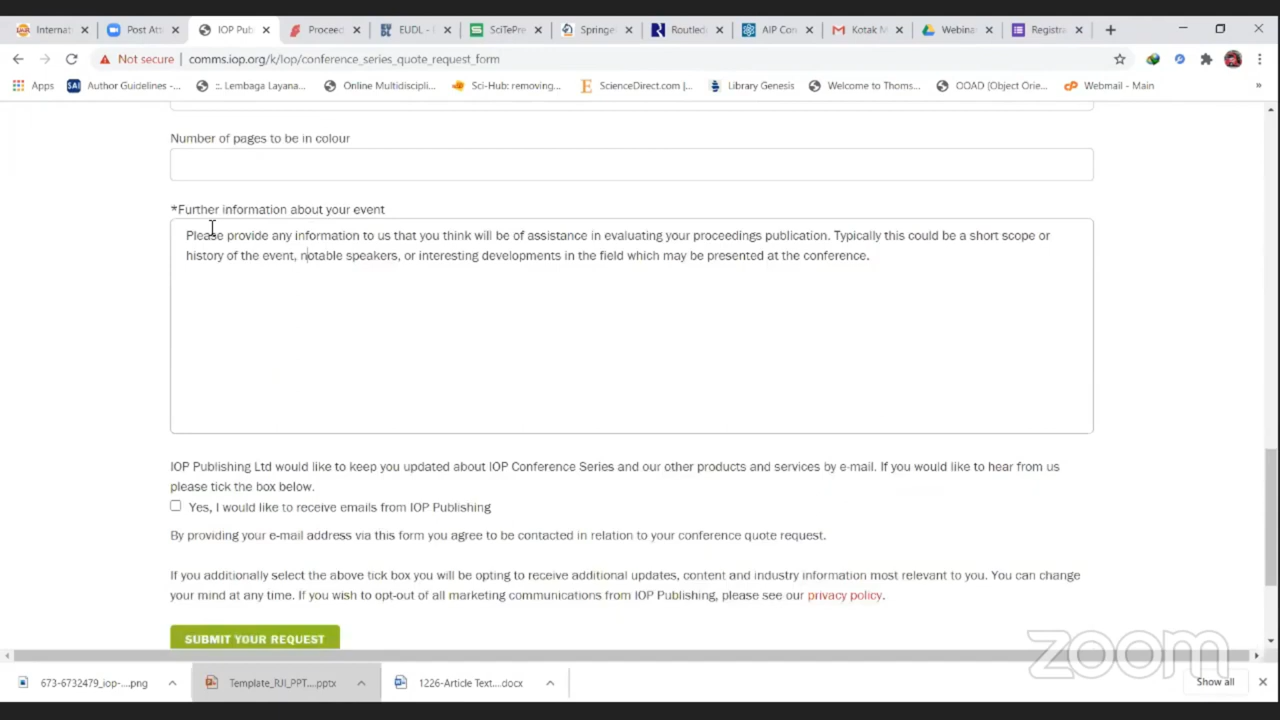 Internat
Post Att
IOP Pub
Proceed
EUDL - I
SciTePre
Springe
Routled
AIP Con
Kotak M
Webina
Registra
Not secure
comms.iop.org/k/Iop/conference_series_quote_request_form
Apps
SAI
Author Guidelines -...
:: Lembaga Layana...
Online Multidiscipli...
Sci-Hub: removing...
ScienceDirect.com |...
Library Genesis
Welcome to Thoms...
OOAD (Object Orie...
Webmail - Main
»
Number of pages to be in colour
*Further information about your event
Please provide any information to us that you think will be of assistance in evaluating your proceedings publication. Typically this could be a short scope or
history of the event, notable speakers, or interesting developments in the field which may be presented at the conference.
IOP Publishing Ltd would like to keep you updated about IOP Conference Series and our other products and services by e-mail. If you would like to hear from us
please tick the box below.
Yes, I would like to receive emails from IOP Publishing
By providing your e-mail address via this form you agree to be contacted in relation to your conference quote request.
If you additionally select the above tick box you will be opting to receive additional updates, content and industry information most relevant to you. You can change
your mind at any time. If you wish to opt-out of all marketing communications from IOP Publishing, please see our privacy policy.
SUBMIT YOUR REQUEST
zoom
673-6732479_iop-....png
Template_RJI_PPT....pptx
1226-Article Text....docx
Show all